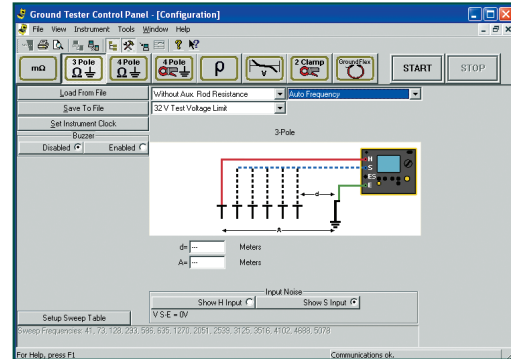 Ground Tester Control Panel - [Configuration]
File View Instrument Tools Window Help
mΩ 3 Pole Ω 4 Pole Ω 4 Pole ρ V 2 Clamp GroundFlex START STOP
Load From File
Without Aux. Rod Resistance Auto Frequency
Save To File
32 V Test Voltage Limit
Set Instrument Clock
Buzzer
Disabled Enabled
3-Pole
H
S
ES
E
d
A
d= --- Meters
A= --- Meters
Input Noise
Show H Input Show S Input
Setup Sweep Table
V S-E = 0V
Sweep Frequencies: 41, 73, 128, 293, 586, 635, 1270, 2051, 2539, 3125, 3516, 4102, 4688, 5078
For Help, press F1 Communications ok.